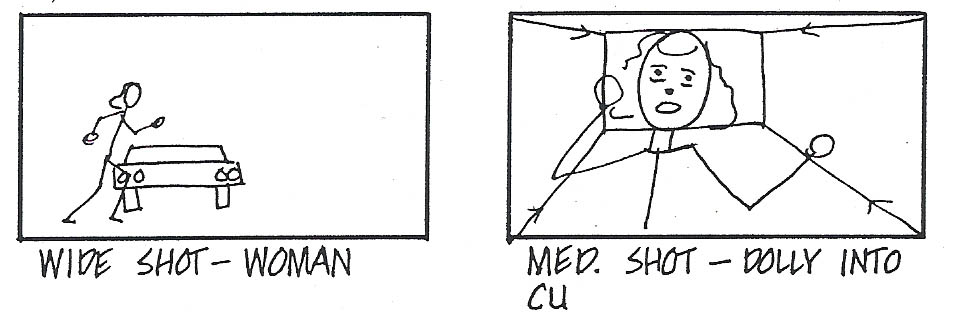 WIDE SHOT – WOMAN
MED. SHOT – DOLLY INTO
CU